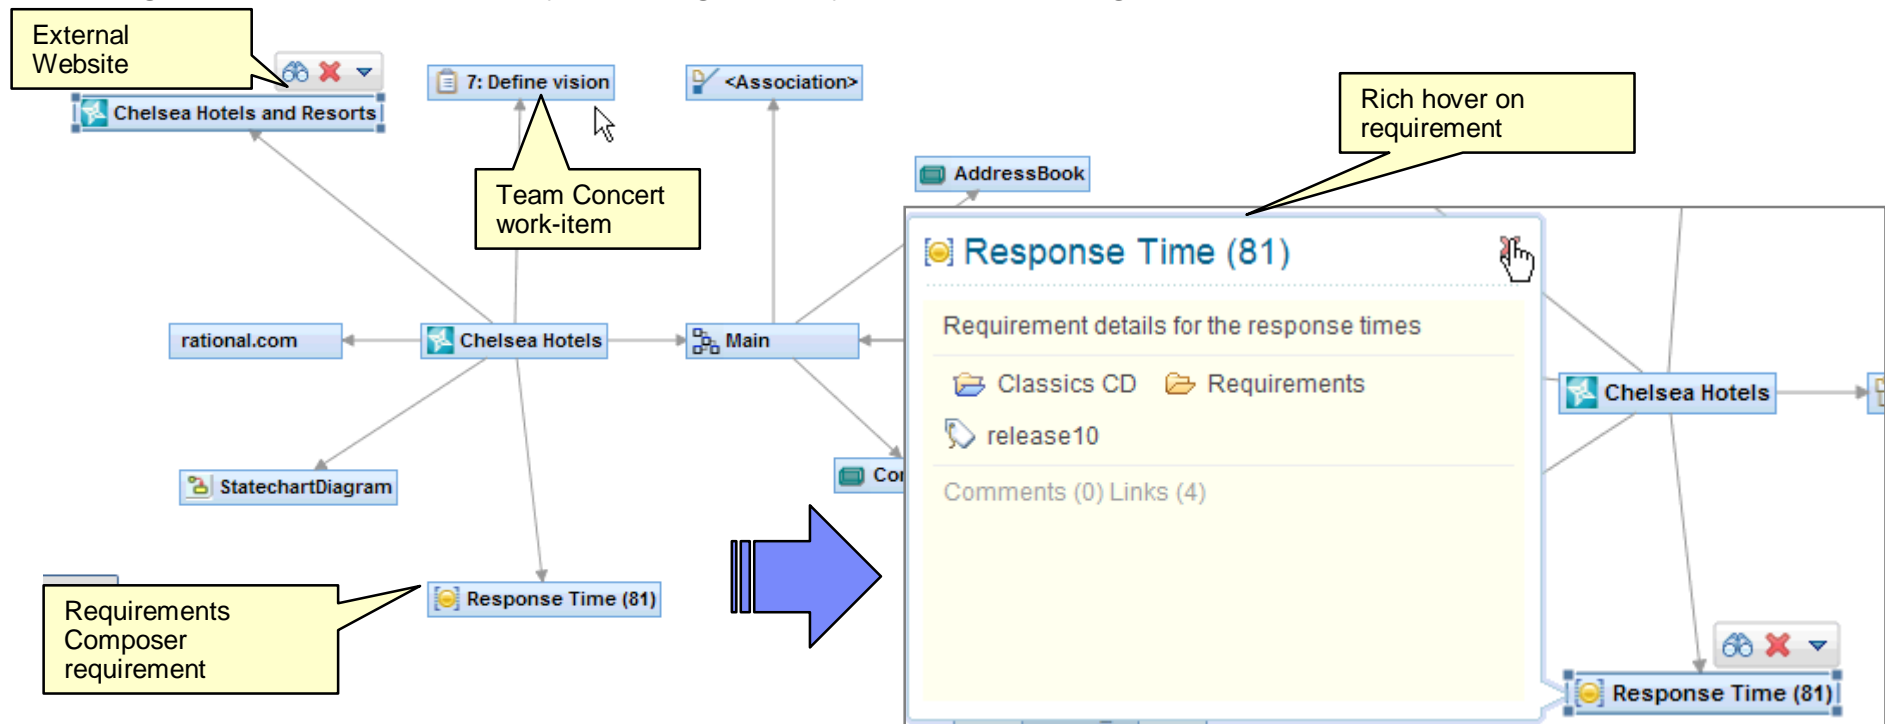 External
Website
Chelsea Hotels and Resorts
7: Define vision
<Association>
Rich hover on
requirement
Team Concert
work-item
AddressBook
Response Time (81)
Requirement details for the response times
Classics CD Requirements
release10
Comments (0) Links (4)
rational.com
Chelsea Hotels
Main
Chelsea Hotels
StatechartDiagram
Response Time (81)
Requirements
Composer
requirement
Response Time (81)